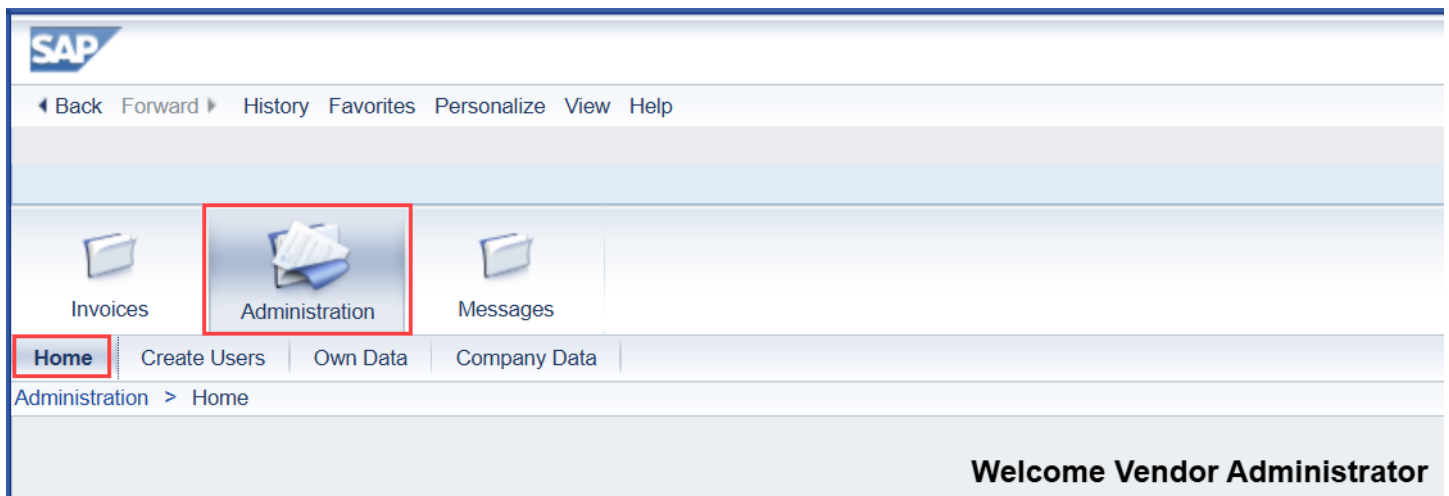 SAP
Back Forward History Favorites Personalize View Help
Invoices Administration Messages
Home Create Users Own Data Company Data
Administration > Home
Welcome Vendor Administrator